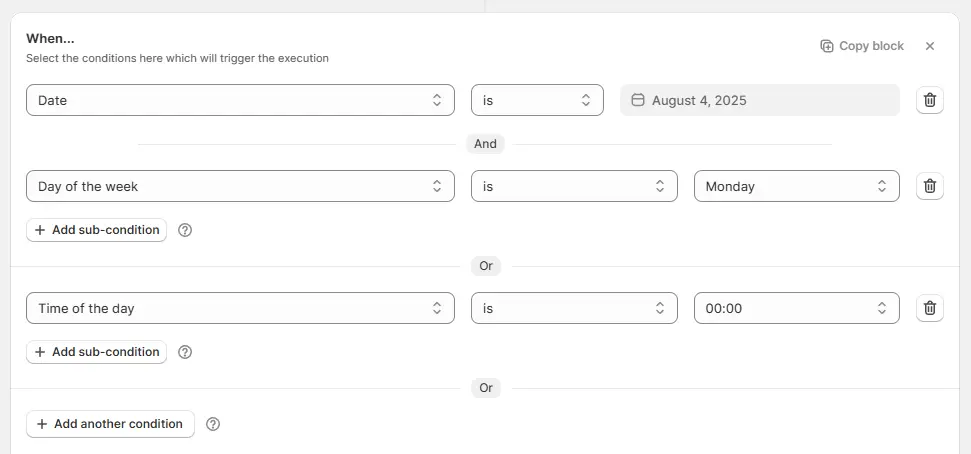 When...
Select the conditions here which will trigger the execution
Copy block
Date is August 4, 2025
And
Day of the week is Monday
Add sub-condition
Or
Time of the day is 00:00
Add sub-condition
Or
Add another condition